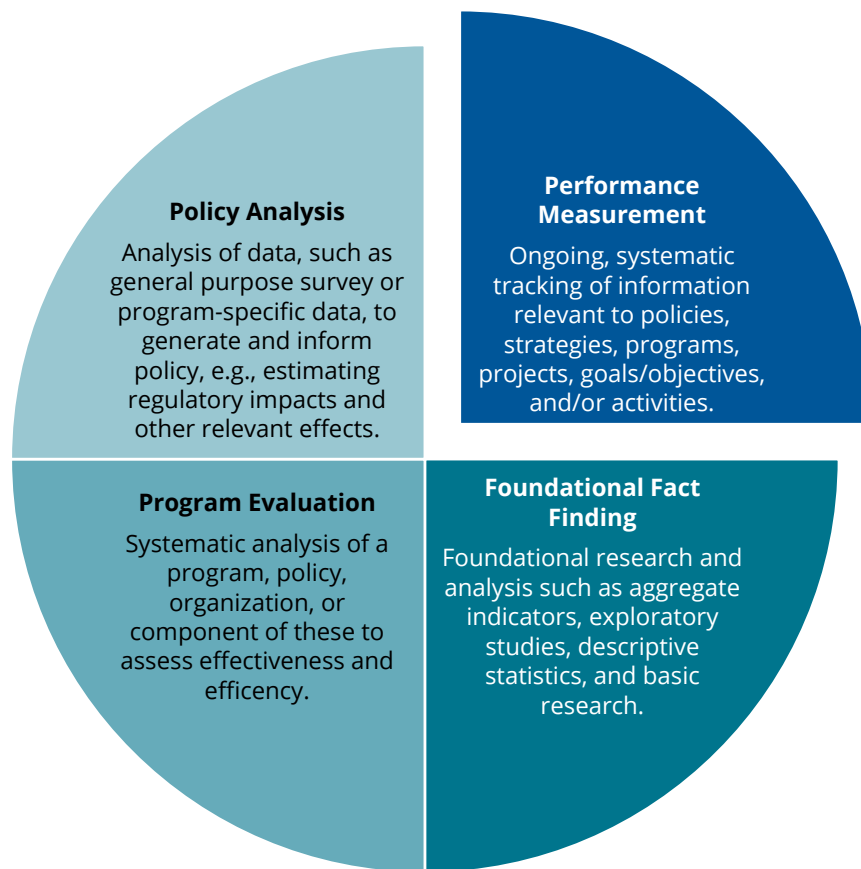 Policy Analysis
Analysis of data, such as
general purpose survey or
program-specific data, to
generate and inform
policy, e.g., estimating
regulatory impacts and
other relevant effects.
Performance
Measurement
Ongoing, systematic
tracking of information
relevant to policies,
strategies, programs,
projects, goals/objectives,
and/or activities.
Program Evaluation
Systematic analysis of a
program, policy,
organization, or
component of these to
assess effectiveness and
efficency.
Foundational Fact
Finding
Foundational research and
analysis such as aggregate
indicators, exploratory
studies, descriptive
statistics, and basic
research.